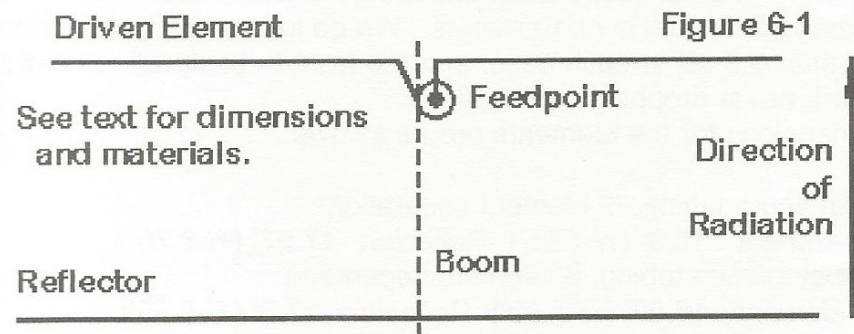 Driven Element
Figure 6-1
Feedpoint
See text for dimensions
and materials.
Direction
of
Radiation
Boom
Reflector